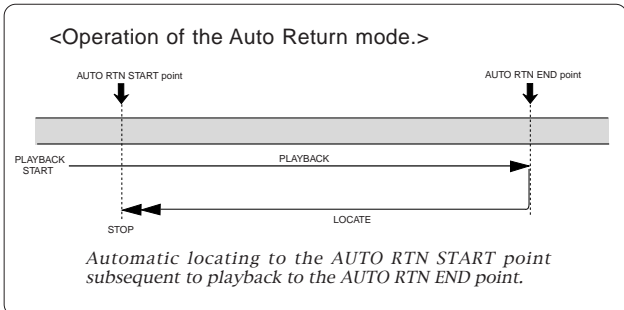 <Operation of the Auto Return mode.>
AUTO RTN START point
AUTO RTN END point
PLAYBACK
START
PLAYBACK
LOCATE
STOP
Automatic locating to the AUTO RTN START point
subsequent to playback to the AUTO RTN END point.